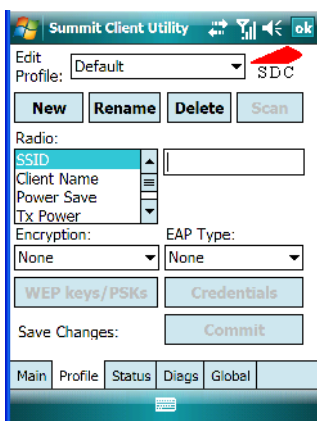 Summit Client Utility ok
Edit Profile: Default SDC
New Rename Delete Scan
Radio:
SSID
Client Name
Power Save
Tx Power
Encryption: EAP Type:
None None
WEP keys/PSKs Credentials
Save Changes: Commit
Main Profile Status Diags Global